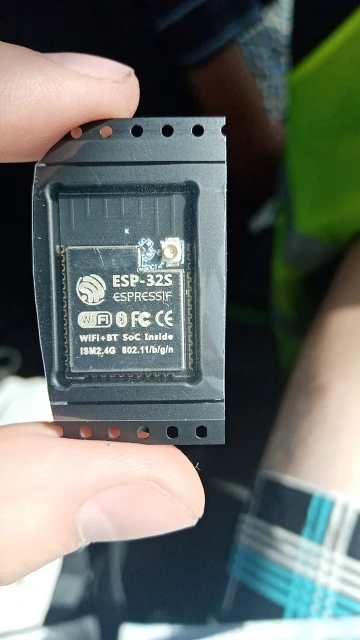 ESP-32S
ESPRESSIF
WiFi FC CE
WiFi+BT SoC Inside
ISM2.4G 802.11/b/g/n